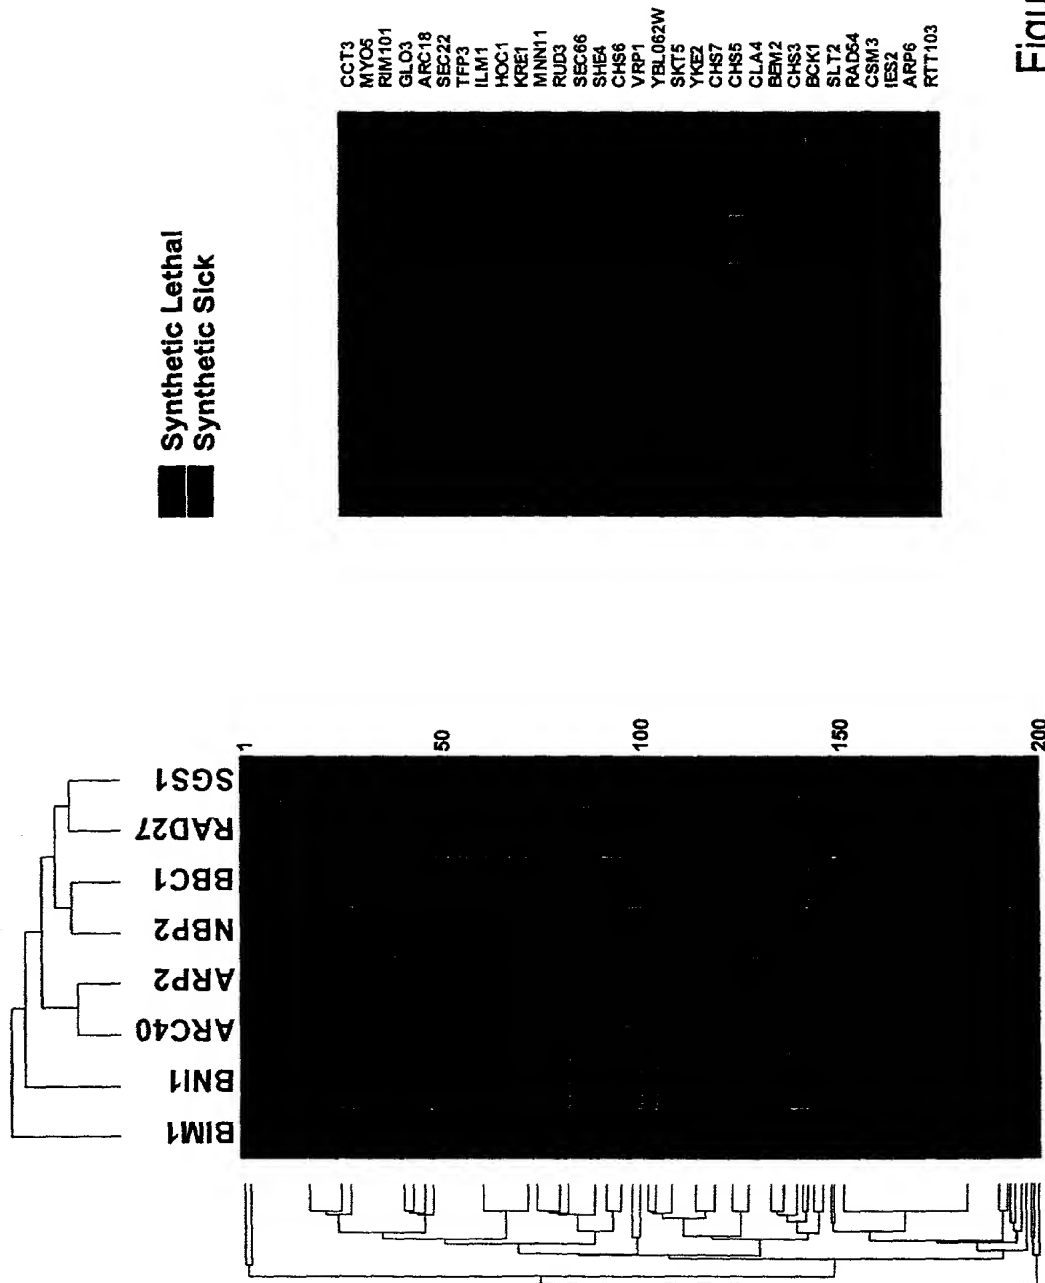 Synthetic Lethal
Synthetic Sick
CCT3
MYO5
RIM101
GLO3
ARC18
SEC22
TFP3
ILM1
HOC1
KRE1
MNN11
RUD3
SEC66
SHE4
CHS6
VRP1
YBL062W
SKT5
YKE2
CHS7
CHS5
CLA4
BEM2
CHS3
BCK1
SLT2
RAD54
CSM3
IES2
ARP6
RTT103
SGS1
RAD27
BBC1
NBP2
ARP2
ARC40
BNI1
BIM1
1
50
100
150
200